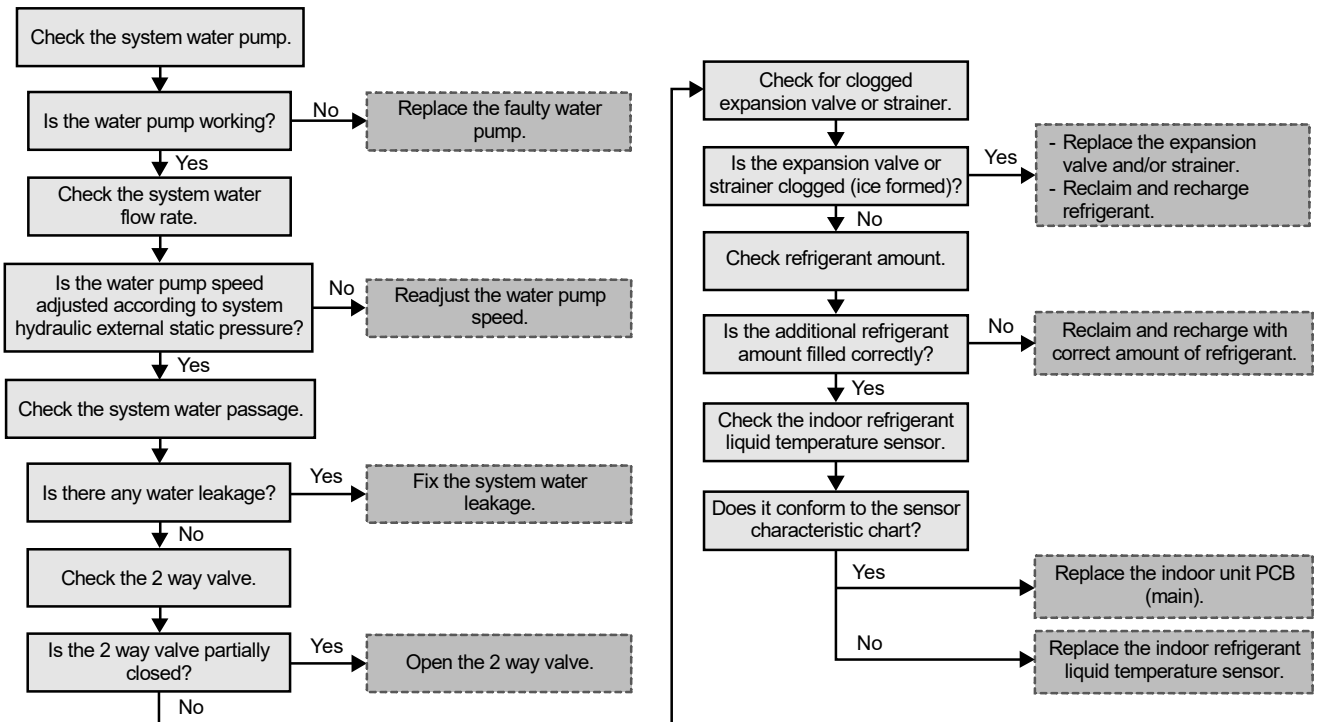 Check the system water pump.
Is the water pump working?
No
Replace the faulty water
pump.
Yes
Check the system water
flow rate.
Is the water pump speed
adjusted according to system
hydraulic external static pressure?
No
Readjust the water pump
speed.
Yes
Check the system water passage.
Is there any water leakage?
Yes
Fix the system water
leakage.
No
Check the 2 way valve.
Is the 2 way valve partially
closed?
Yes
Open the 2 way valve.
No
Check for clogged
expansion valve or strainer.
Is the expansion valve or
strainer clogged (ice formed)?
Yes
- Replace the expansion
valve and/or strainer.
- Reclaim and recharge
refrigerant.
No
Check refrigerant amount.
Is the additional refrigerant
amount filled correctly?
No
Reclaim and recharge with
correct amount of refrigerant.
Yes
Check the indoor refrigerant
liquid temperature sensor.
Does it conform to the sensor
characteristic chart?
Yes
Replace the indoor unit PCB
(main).
No
Replace the indoor refrigerant
liquid temperature sensor.